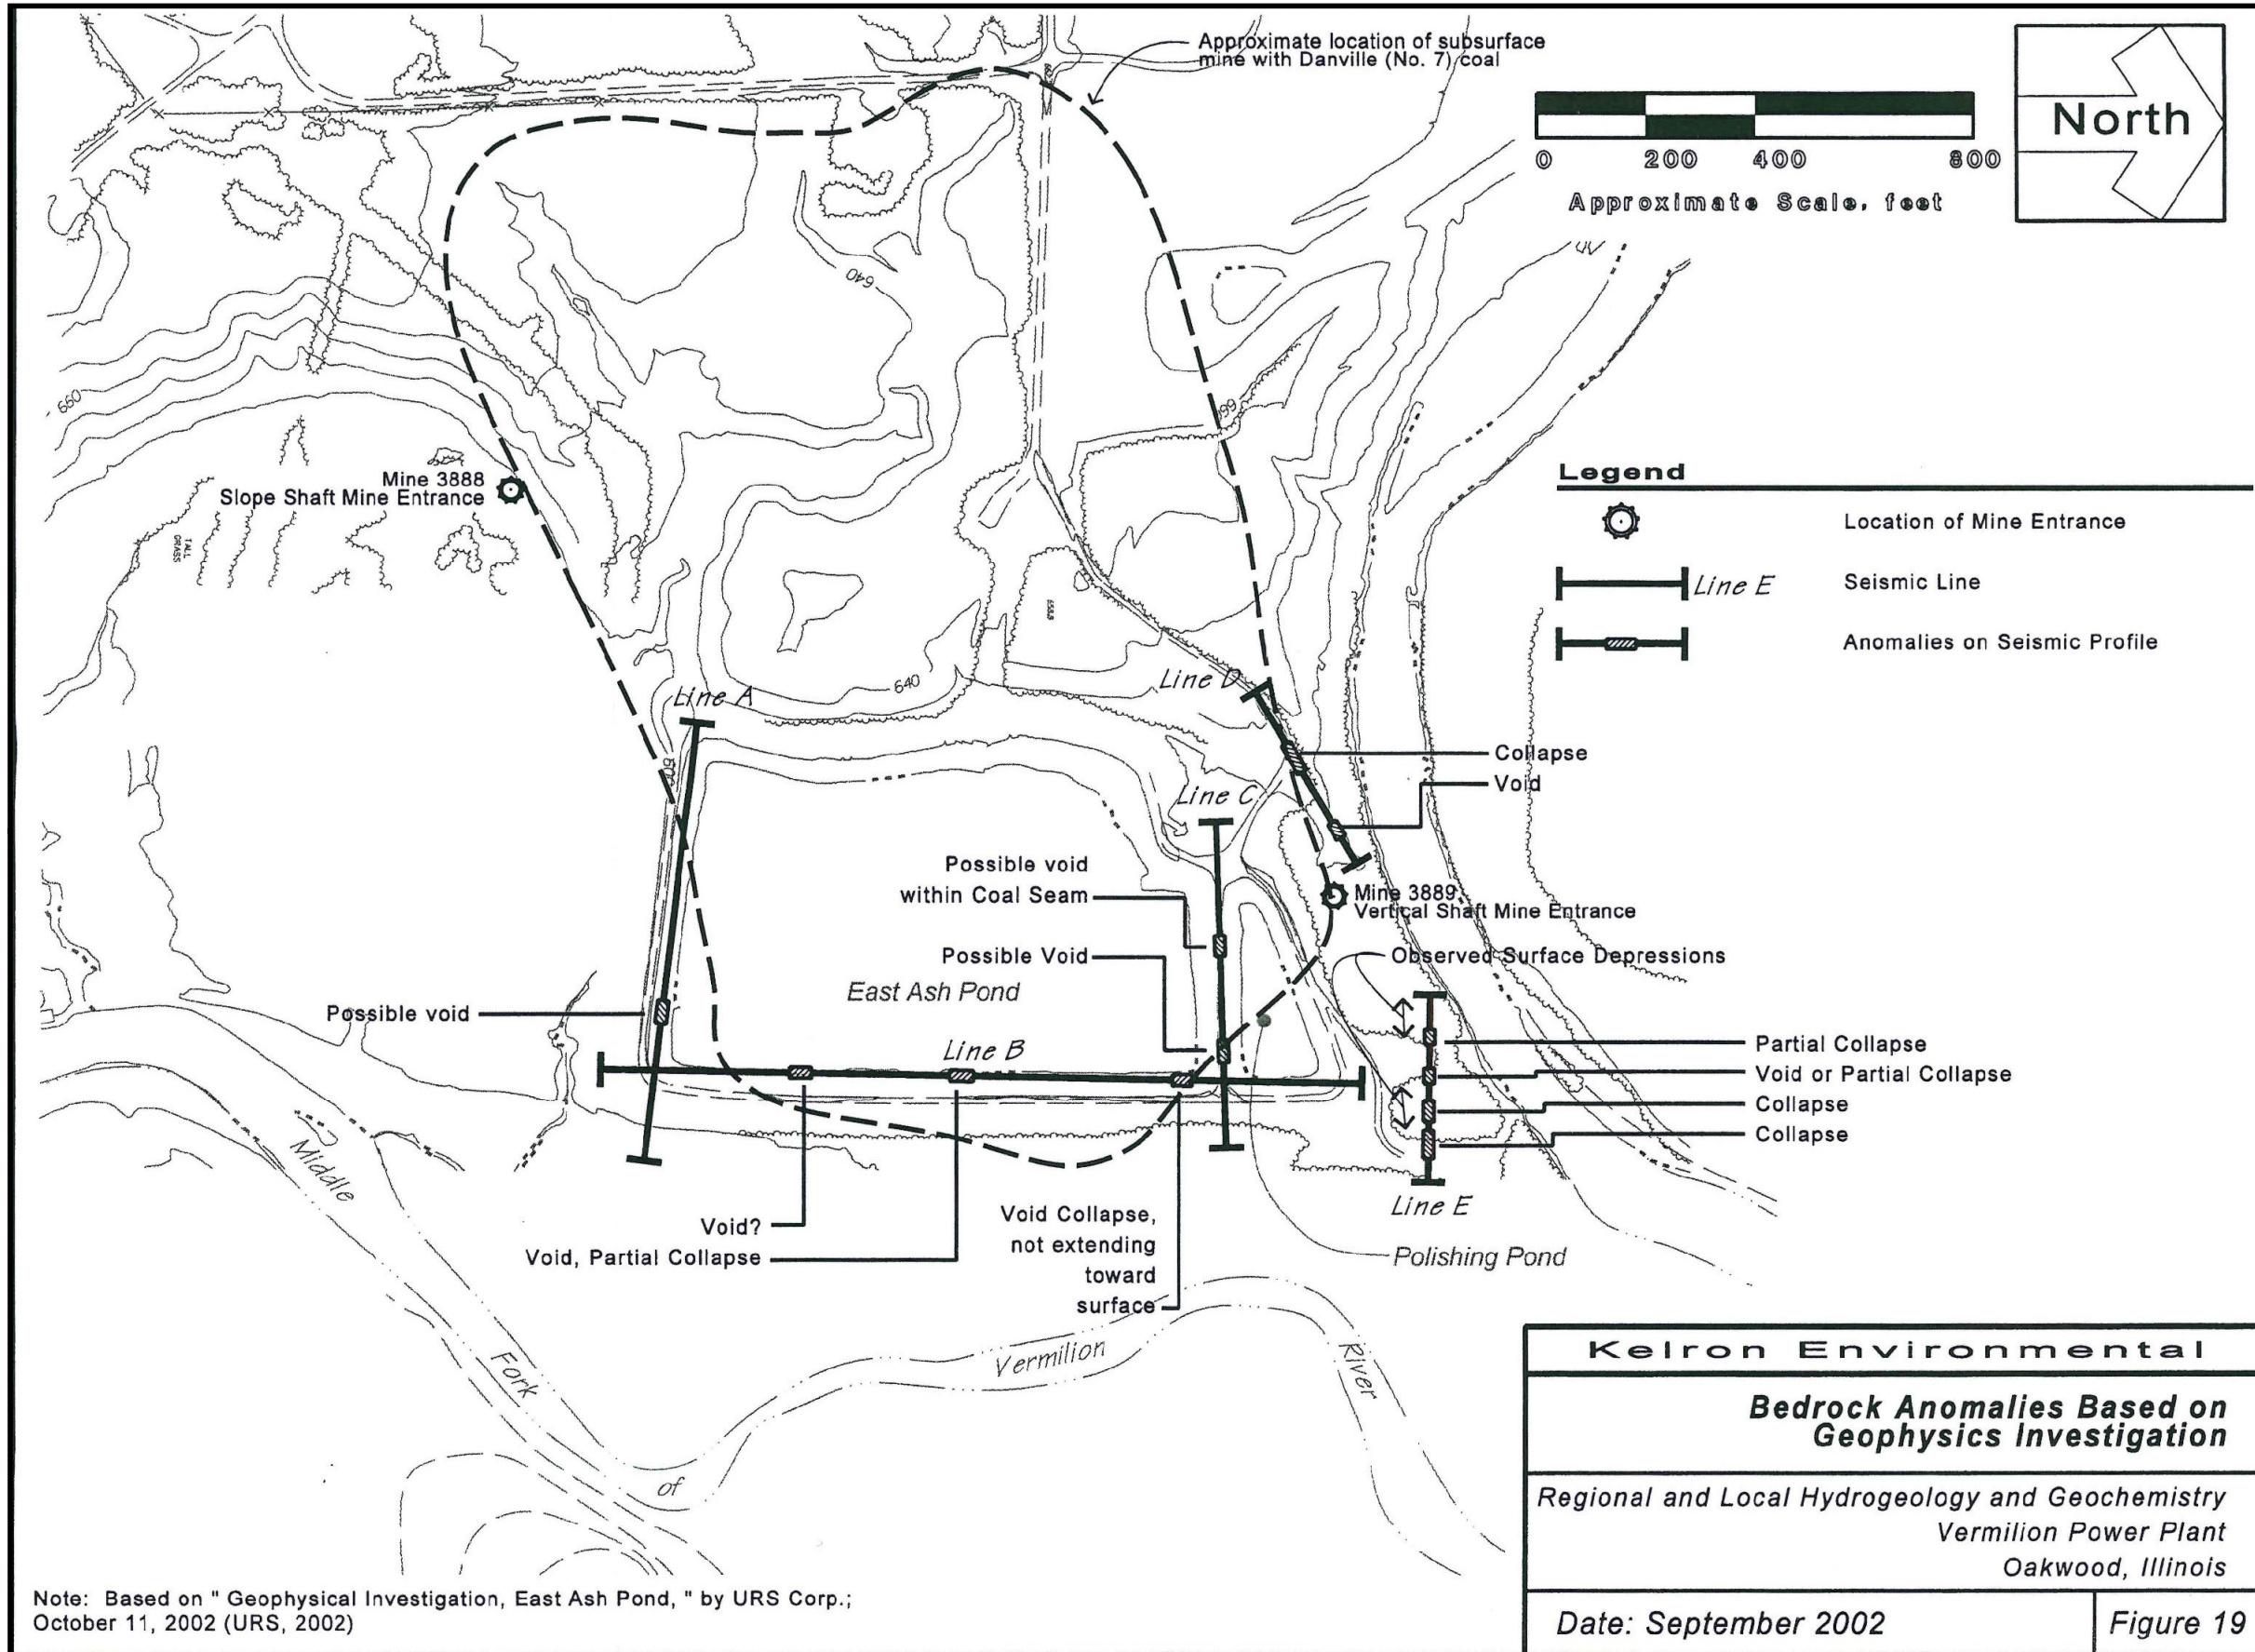 Approximate location of subsurface
mine with Danville (No. 7) coal
North
0 200 400 800
Approximate Scale, feet
640
660
660
Mine 3888
Slope Shaft Mine Entrance
TALL
GRASS
Legend
Location of Mine Entrance
Line E
Seismic Line
Anomalies on Seismic Profile
640
Line A
600
Line D
Collapse
Void
Line C
Possible void
within Coal Seam
Mine 3889
Vertical Shaft Mine Entrance
Possible Void
Observed Surface Depressions
East Ash Pond
Possible void
Line B
Partial Collapse
Void or Partial Collapse
Collapse
Collapse
Line E
Void?
Void, Partial Collapse
Void Collapse,
not extending
toward
surface
Polishing Pond
Middle
Fork
of
Vermilion
River
Kelron Environmental
Bedrock Anomalies Based on
Geophysics Investigation
Regional and Local Hydrogeology and Geochemistry
Vermilion Power Plant
Oakwood, Illinois
Date: September 2002
Figure 19
Note: Based on " Geophysical Investigation, East Ash Pond, " by URS Corp.;
October 11, 2002 (URS, 2002)